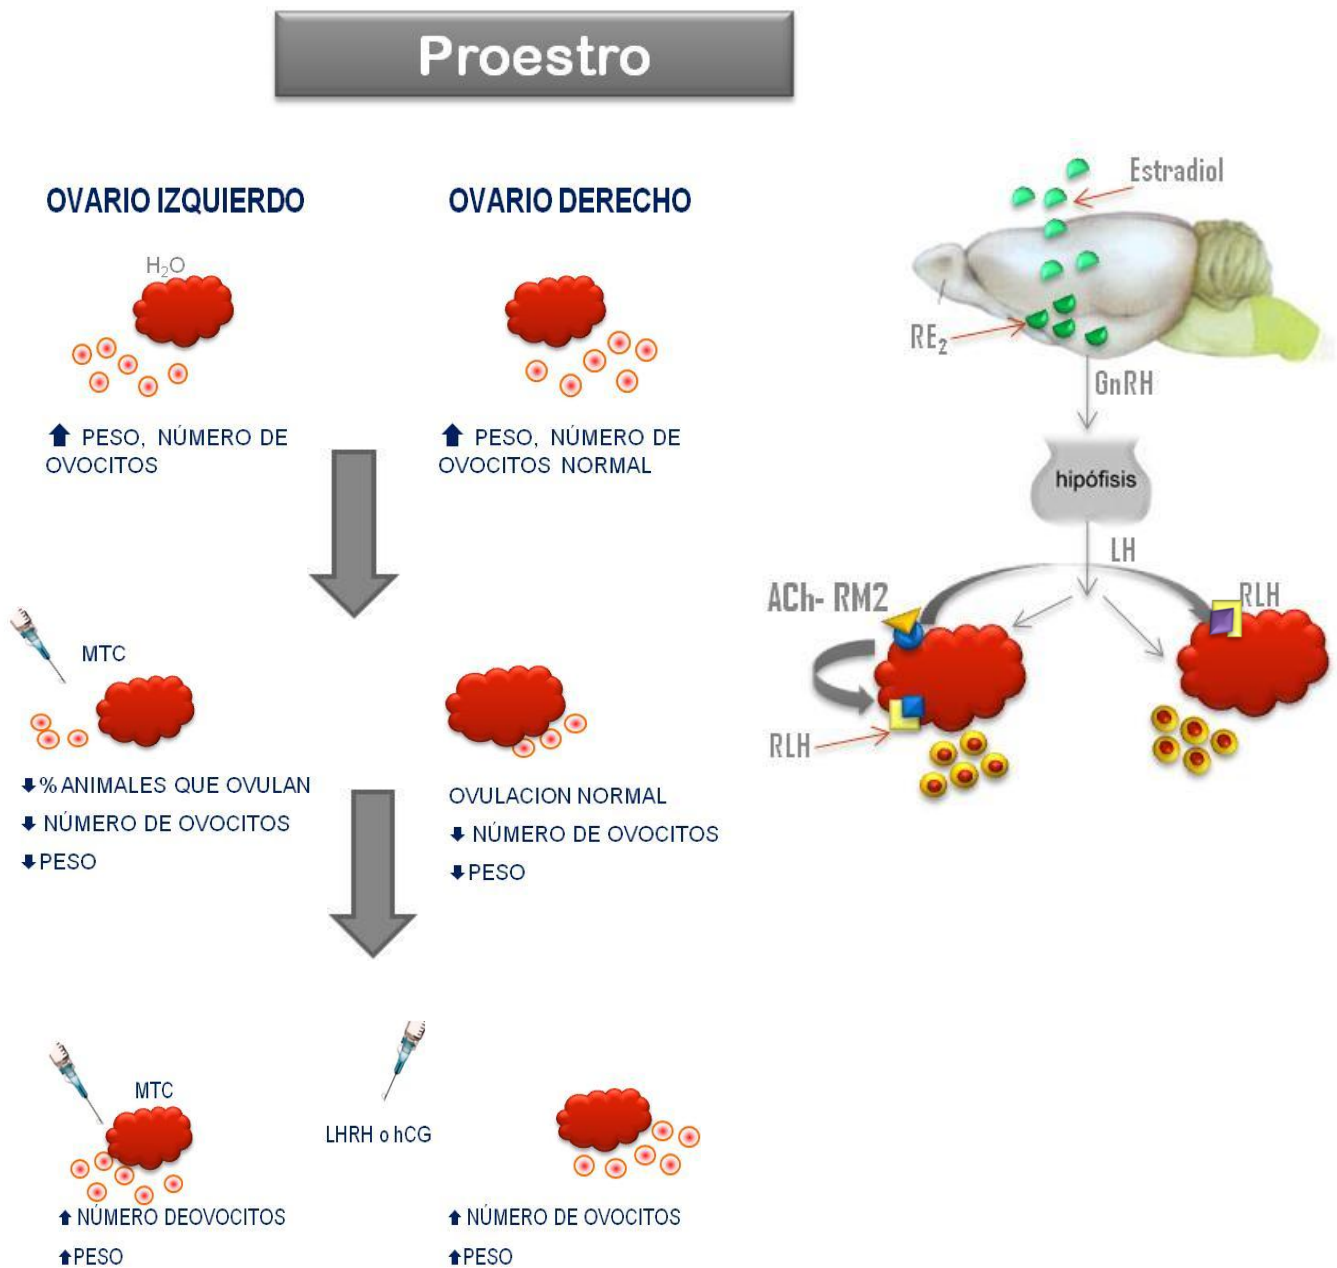 Proestro
OVARIO IZQUIERDO
OVARIO DERECHO
H₂O
PESO, NÚMERO DE
OVOCITOS
PESO, NÚMERO DE
OVOCITOS NORMAL
MTC
% ANIMALES QUE OVULAN
NÚMERO DE OVOCITOS
PESO
OVULACION NORMAL
NÚMERO DE OVOCITOS
PESO
MTC
LHRH o hCG
NÚMERO DEOVOCITOS
PESO
NÚMERO DE OVOCITOS
PESO
Estradiol
RE₂
GnRH
hipófisis
LH
ACh- RM2
RLH
RLH